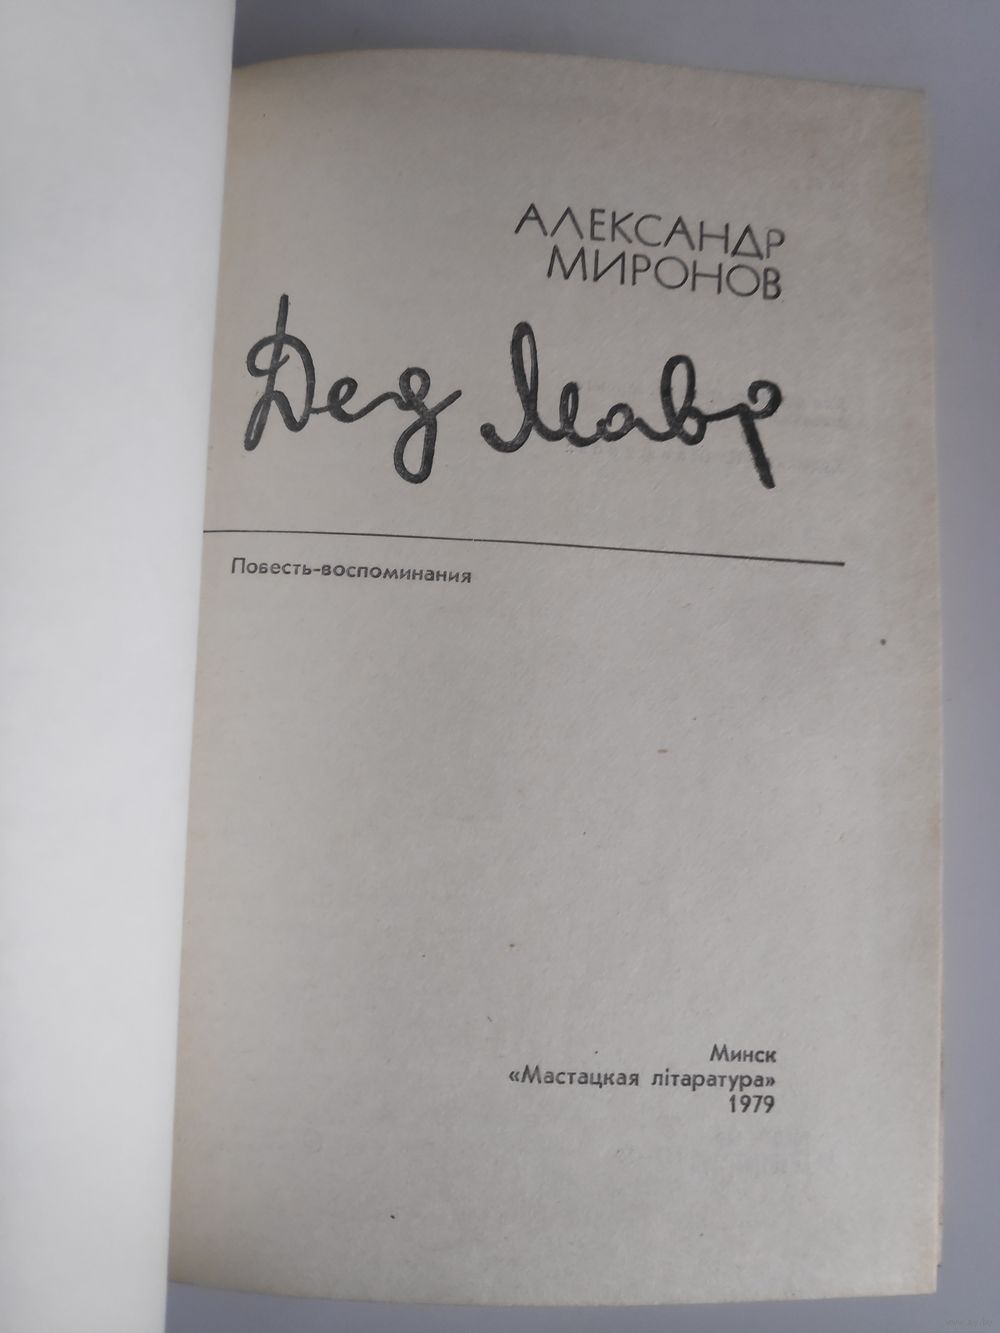 АЛЕКСАНДР
МИРОНОВ
Дед Мавр
Повесть-воспоминания
Минск
«Мастацкая літаратура»
1979